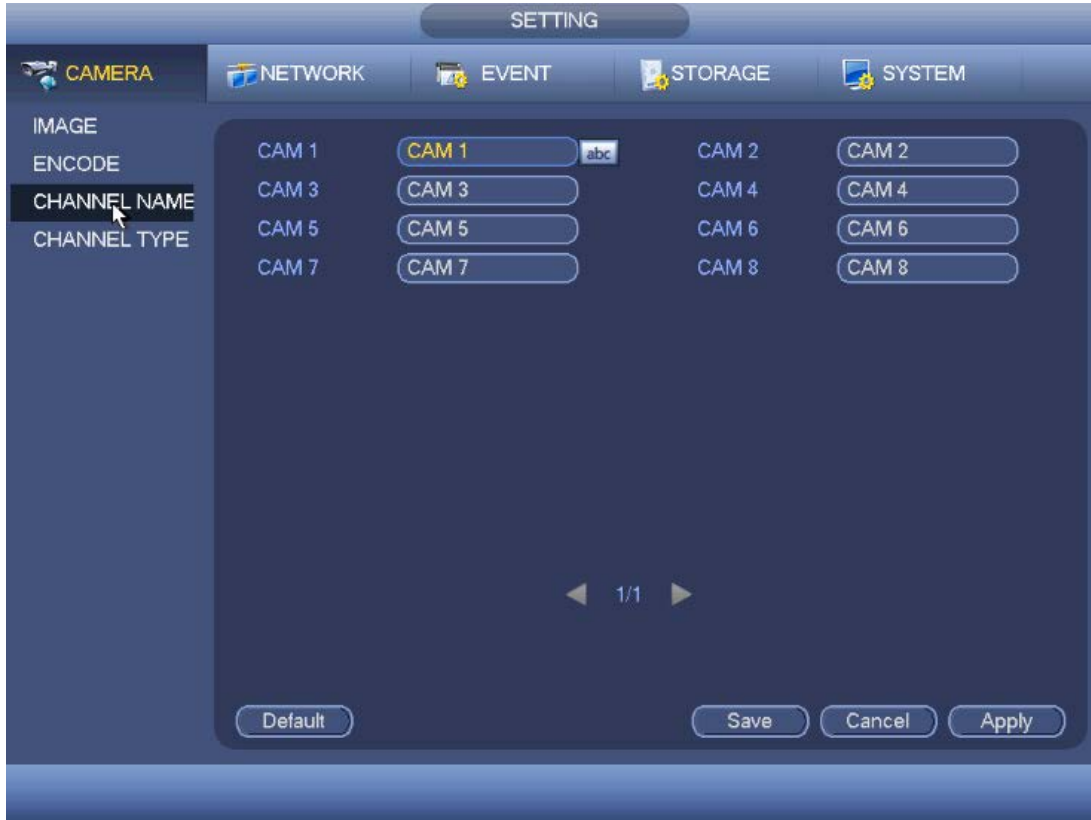 SETTING
CAMERA NETWORK EVENT STORAGE SYSTEM
IMAGE
ENCODE
CHANNEL NAME
CHANNEL TYPE
CAM 1 CAM 1 abc CAM 2 CAM 2
CAM 3 CAM 3 CAM 4 CAM 4
CAM 5 CAM 5 CAM 6 CAM 6
CAM 7 CAM 7 CAM 8 CAM 8
1/1
Default Save Cancel Apply